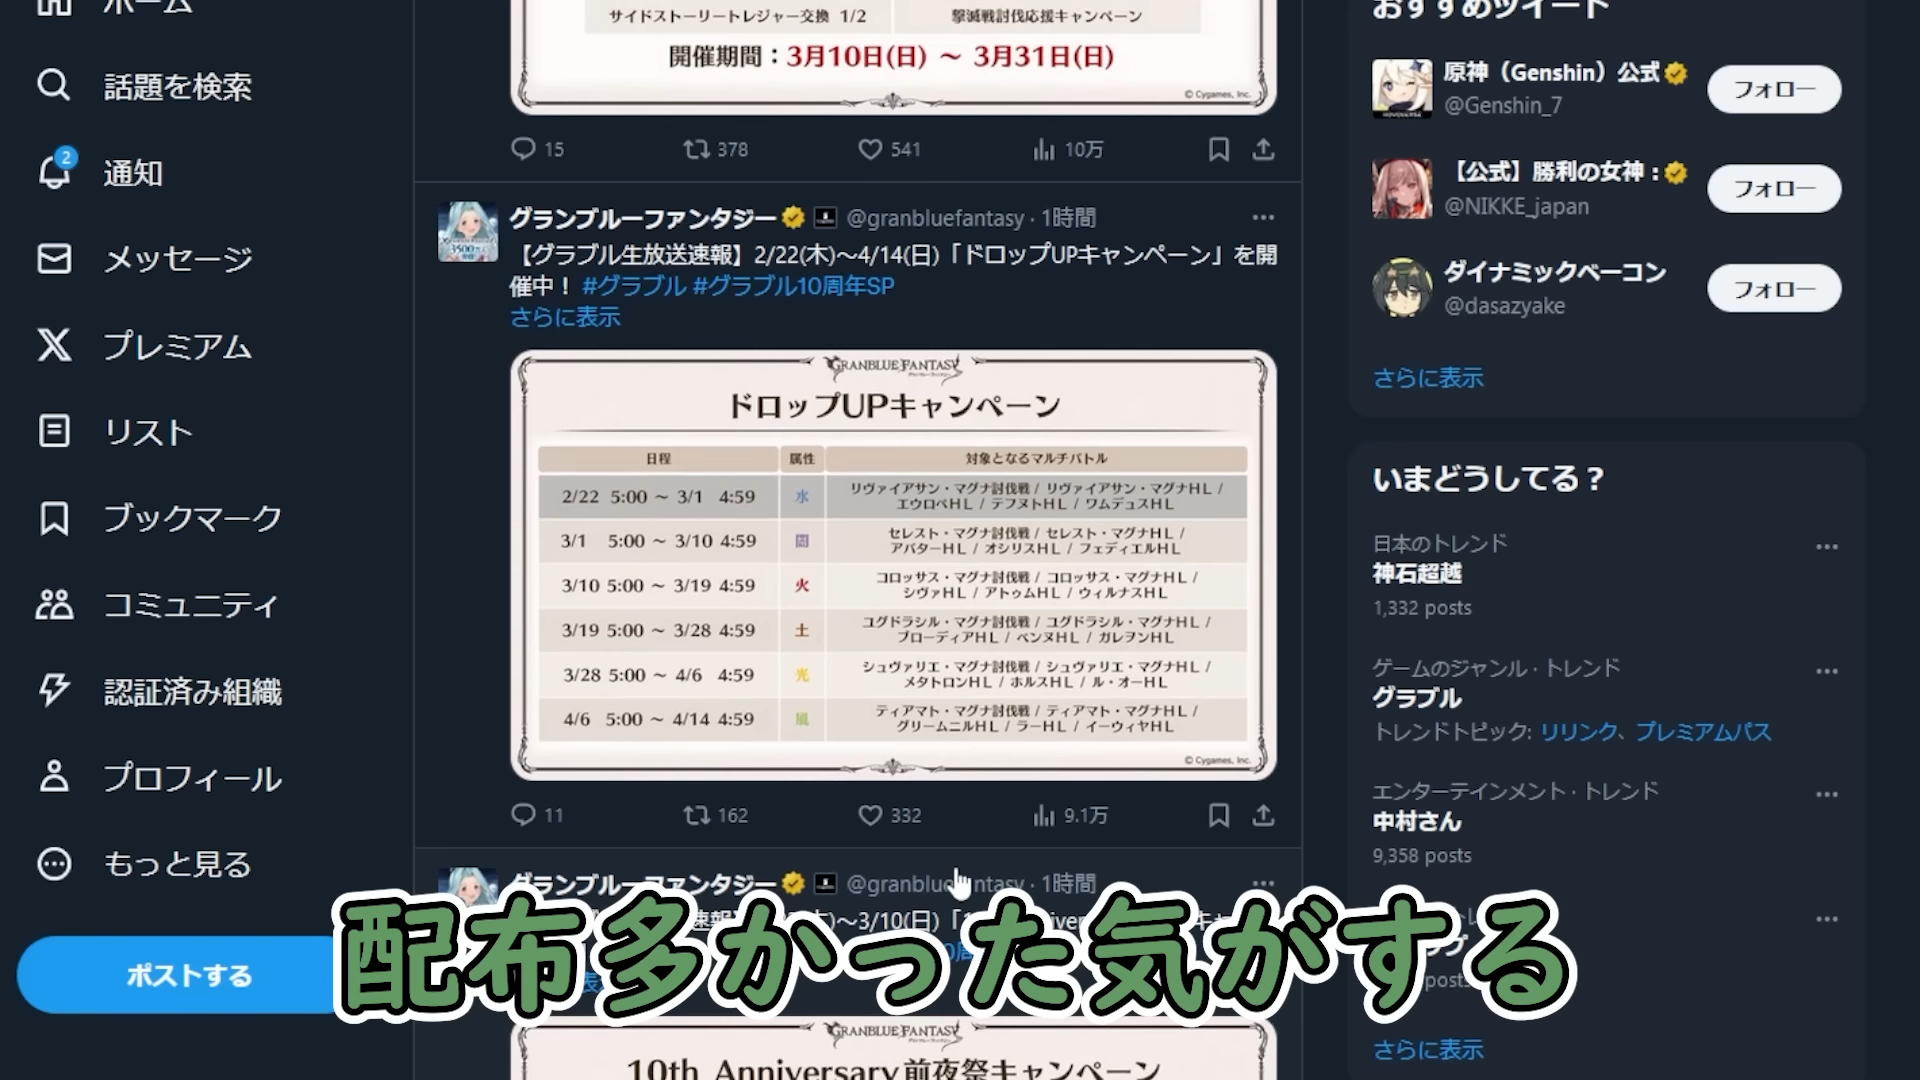 ホーム
話題を検索
2
通知
メッセージ
プレミアム
リスト
ブックマーク
コミュニティ
認証済み組織
プロフィール
もっと見る
ポストする
サイドストーリートレジャー交換 1/2
撃滅戦討伐応援キャンペーン
開催期間：3月10日(日) ～ 3月31日(日)
© Cygames, Inc.
15 378 541 10万
グランブルーファンタジー @granbluefantasy · 1時間
【グラブル生放送速報】2/22(木)～4/14(日)「ドロップUPキャンペーン」を開
催中！ #グラブル #グラブル10周年SP
さらに表示
GRANBLUE FANTASY
ドロップUPキャンペーン
日程 属性 対象となるマルチバトル
2/22 5:00 ～ 3/1 4:59 水 リヴァイアサン・マグナ討伐戦 / リヴァイアサン・マグナHL /
エウロペHL / テフヌトHL / ワムデュスHL
3/1 5:00 ～ 3/10 4:59 闇 セレスト・マグナ討伐戦 / セレスト・マグナHL /
アバターHL / オシリスHL / フェディエルHL
3/10 5:00 ～ 3/19 4:59 火 コロッサス・マグナ討伐戦 / コロッサス・マグナHL /
シヴァHL / アトゥムHL / ウィルナスHL
3/19 5:00 ～ 3/28 4:59 土 ユグドラシル・マグナ討伐戦 / ユグドラシル・マグナHL /
ブローディアHL / ベンヌHL / ガレヲンHL
3/28 5:00 ～ 4/6 4:59 光 シュヴァリエ・マグナ討伐戦 / シュヴァリエ・マグナHL /
メタトロンHL / ホルスHL / ル・オーHL
4/6 5:00 ～ 4/14 4:59 風 ティアマト・マグナ討伐戦 / ティアマト・マグナHL /
グリームニルHL / ラーHL / イーウィヤHL
© Cygames, Inc.
11 162 332 9.1万
グランブルーファンタジー · 1時間
～3/10(日)
配布多かった気がする
GRANBLUE FANTASY
10th Anniversary前夜祭キャンペーン
おすすめツイート
原神（Genshin）公式
@Genshin_7
フォロー
【公式】勝利の女神：
@NIKKE_japan
フォロー
ダイナミックベーコン
@dasazyake
フォロー
さらに表示
いまどうしてる？
日本のトレンド
神石超越
1,332 posts
ゲームのジャンル · トレンド
グラブル
トレンドトピック: リリンク、プレミアムパス
エンターテインメント · トレンド
中村さん
9,358 posts
posts
さらに表示